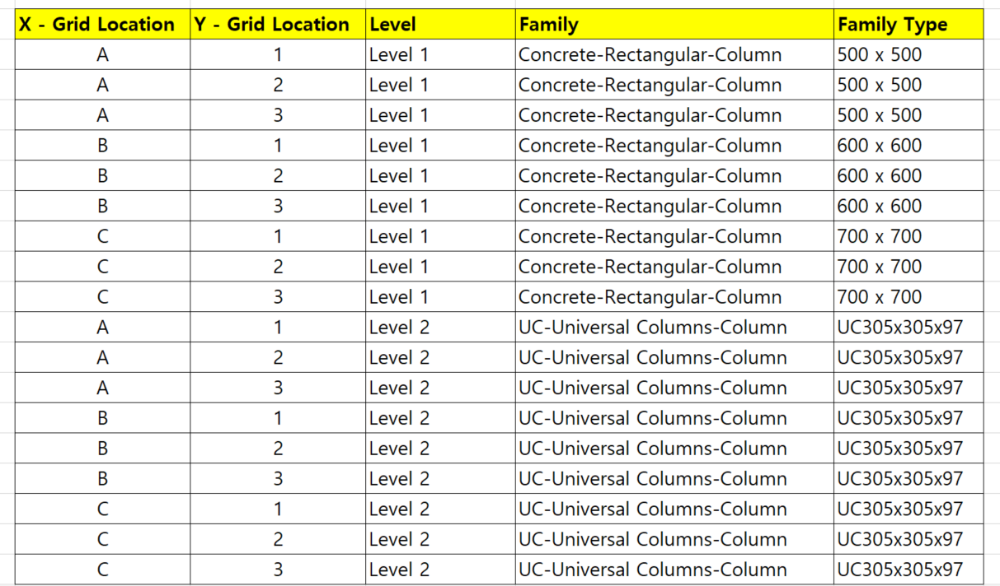 X - Grid Location Y - Grid Location Level Family Family Type
A 1 Level 1 Concrete-Rectangular-Column 500 x 500
A 2 Level 1 Concrete-Rectangular-Column 500 x 500
A 3 Level 1 Concrete-Rectangular-Column 500 x 500
B 1 Level 1 Concrete-Rectangular-Column 600 x 600
B 2 Level 1 Concrete-Rectangular-Column 600 x 600
B 3 Level 1 Concrete-Rectangular-Column 600 x 600
C 1 Level 1 Concrete-Rectangular-Column 700 x 700
C 2 Level 1 Concrete-Rectangular-Column 700 x 700
C 3 Level 1 Concrete-Rectangular-Column 700 x 700
A 1 Level 2 UC-Universal Columns-Column UC305x305x97
A 2 Level 2 UC-Universal Columns-Column UC305x305x97
A 3 Level 2 UC-Universal Columns-Column UC305x305x97
B 1 Level 2 UC-Universal Columns-Column UC305x305x97
B 2 Level 2 UC-Universal Columns-Column UC305x305x97
B 3 Level 2 UC-Universal Columns-Column UC305x305x97
C 1 Level 2 UC-Universal Columns-Column UC305x305x97
C 2 Level 2 UC-Universal Columns-Column UC305x305x97
C 3 Level 2 UC-Universal Columns-Column UC305x305x97